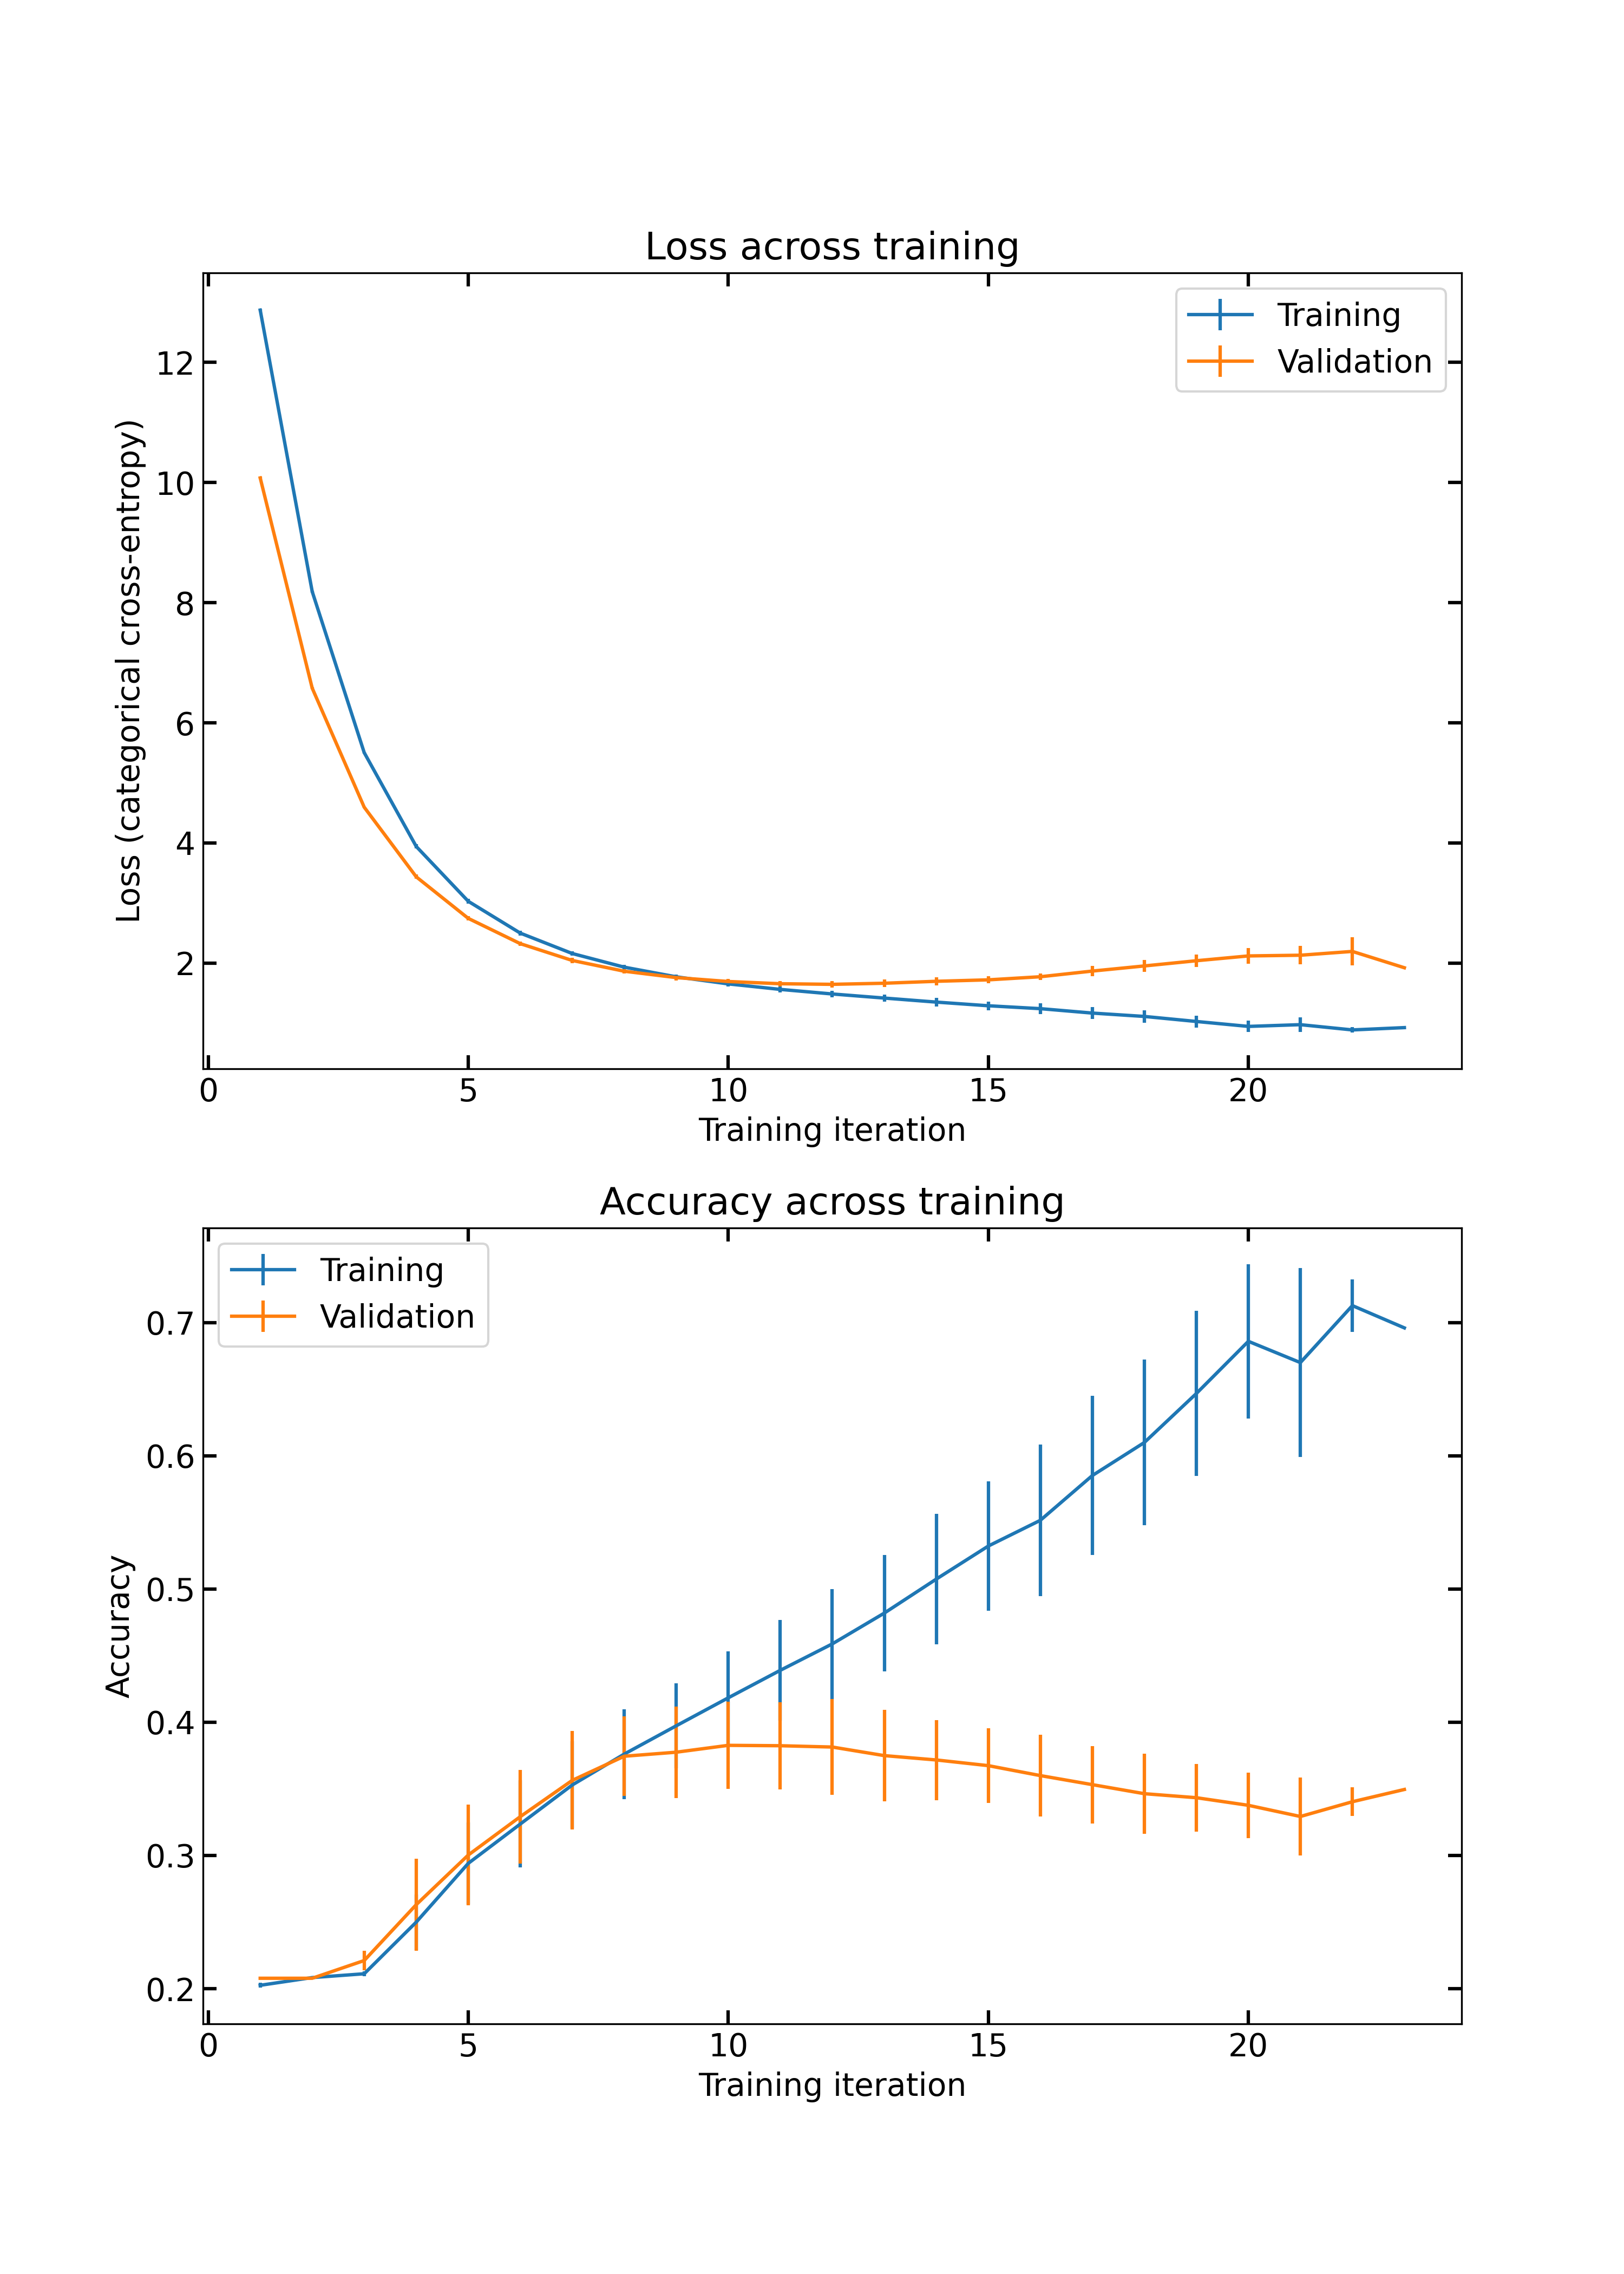 Loss across training
Training
Validation
12
10
8
6
4
2
Loss (categorical cross-entropy)
0 5 10 15 20
Training iteration
Accuracy across training
Training
Validation
0.7
0.6
0.5
0.4
0.3
0.2
Accuracy
0 5 10 15 20
Training iteration